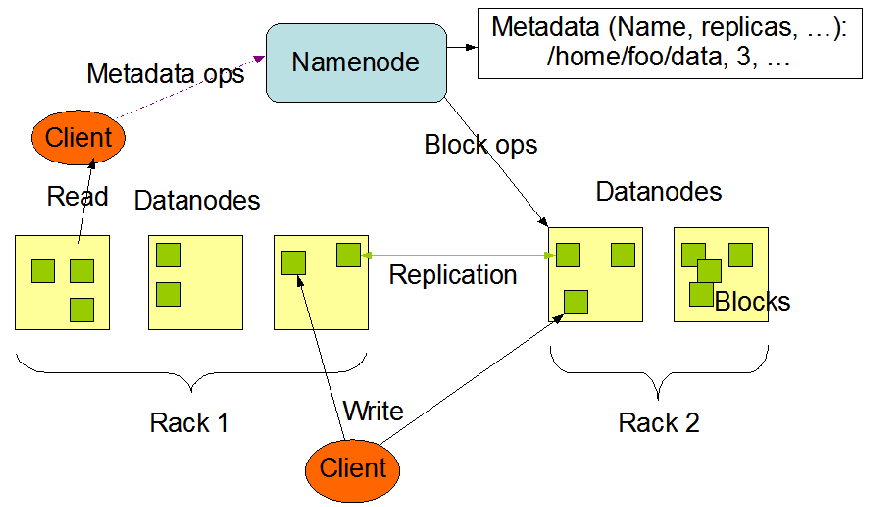 Metadata (Name, replicas, …):
/home/foo/data, 3, …
Namenode
Metadata ops
Client
Block ops
Read
Datanodes
Datanodes
Replication
Blocks
Rack 1
Write
Rack 2
Client